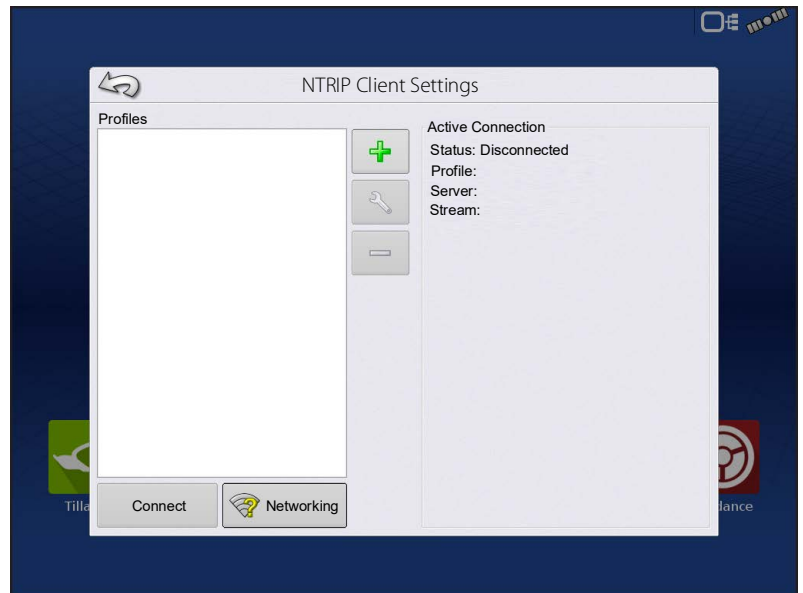 NTRIP Client Settings
Profiles
Active Connection
Status: Disconnected
Profile:
Server:
Stream:
Connect
Networking
Tilla
dance